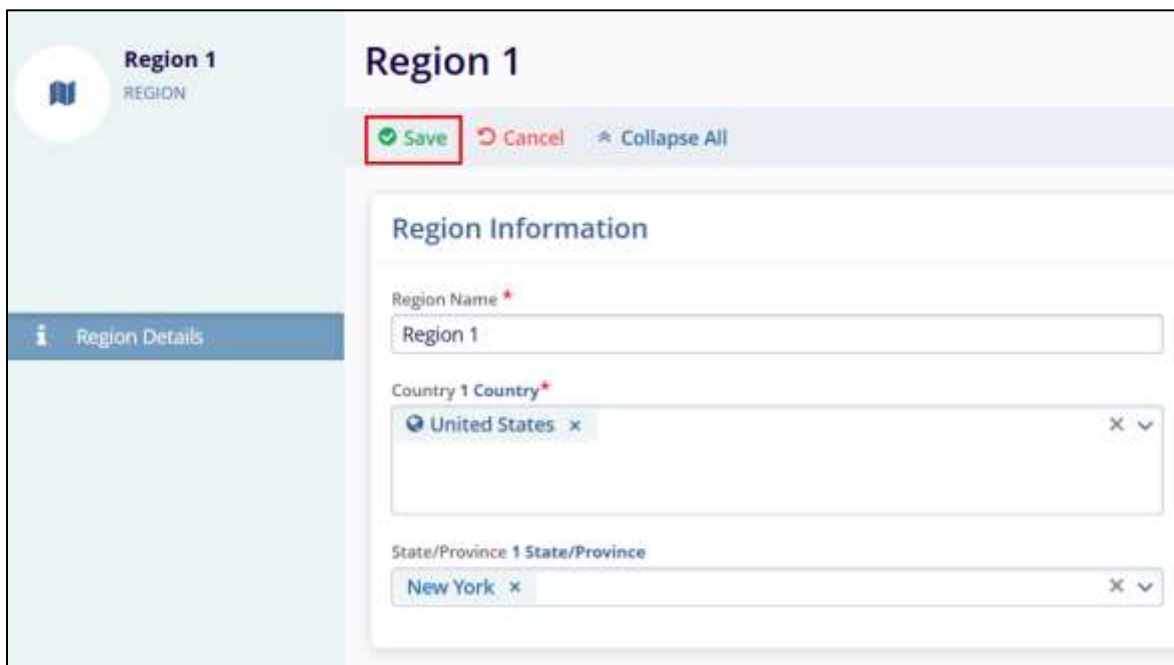 Region 1
REGION
Region Details
Region 1
Save Cancel Collapse All
Region Information
Region Name *
Region 1
Country 1 Country*
United States ×
State/Province 1 State/Province
New York ×